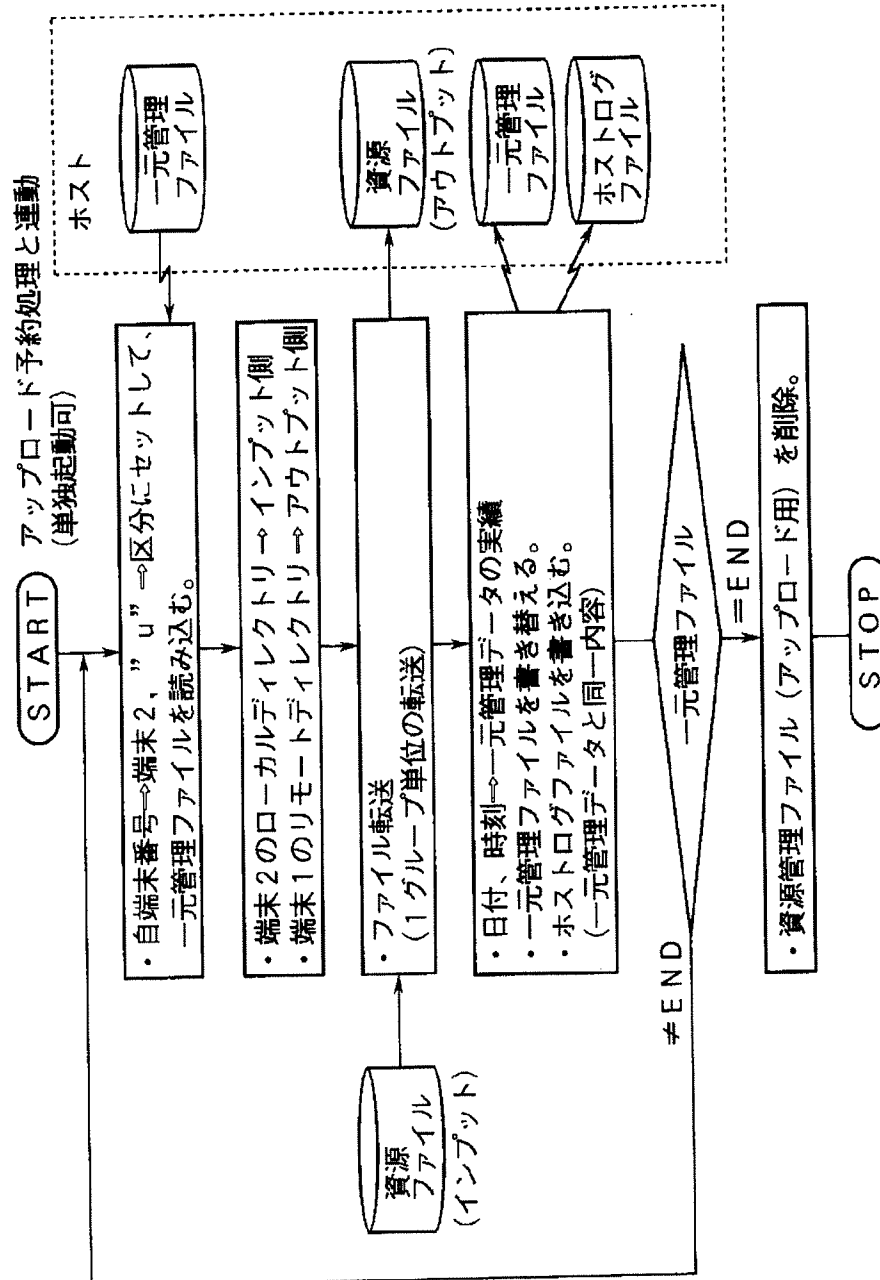 START
アップロード予約処理と連動
(単独起動可)
ホスト
一元管理
ファイル
・自端末番号⇒端末2、”u”⇒区分にセットして、
一元管理ファイルを読み込む。
・端末2のローカルディレクトリ⇒インプット側
・端末1のリモートディレクトリ⇒アウトプット側
資源
ファイル
(インプット)
・ファイル転送
(1グループ単位の転送)
資源
ファイル
(アウトプット)
・日付、時刻⇒一元管理データの実績
・一元管理ファイルを書き替える。
・ホストログファイルを書き込む。
(一元管理データと同一内容)
一元管理
ファイル
ホストログ
ファイル
一元管理ファイル
≠END
=END
・資源管理ファイル(アップロード用)を削除。
STOP